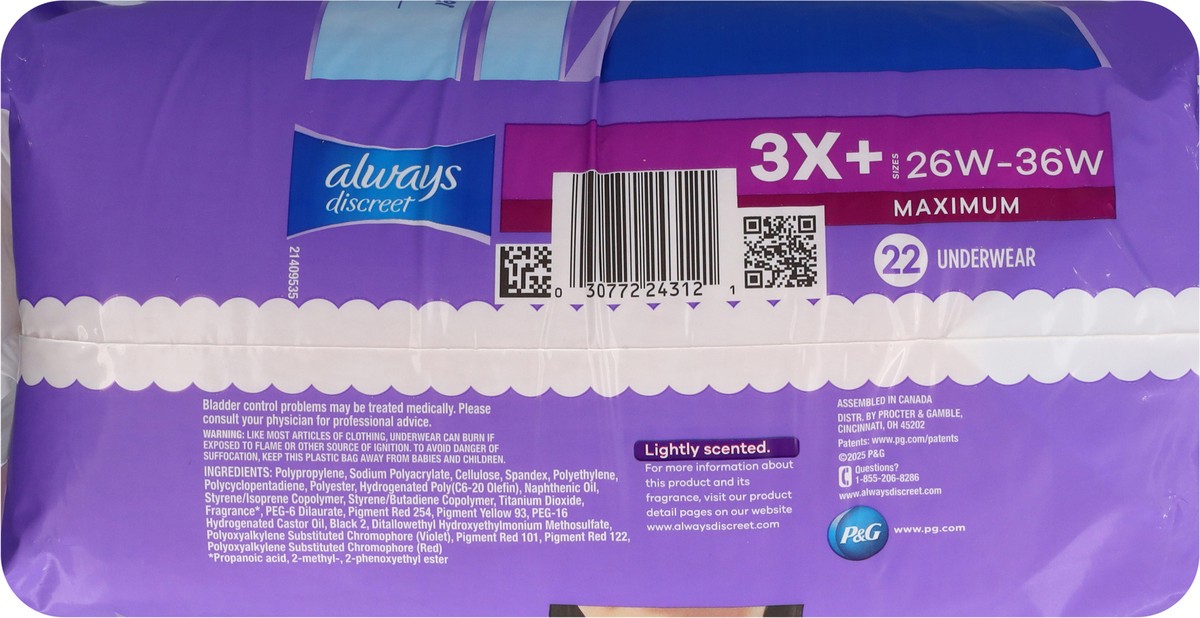 always
discreet
3X+ SIZES 26W-36W
MAXIMUM
22 UNDERWEAR
21409535
0 30772 24312 1
Bladder control problems may be treated medically. Please
consult your physician for professional advice.
WARNING: LIKE MOST ARTICLES OF CLOTHING, UNDERWEAR CAN BURN IF
EXPOSED TO FLAME OR OTHER SOURCE OF IGNITION. TO AVOID DANGER OF
SUFFOCATION, KEEP THIS PLASTIC BAG AWAY FROM BABIES AND CHILDREN.
INGREDIENTS: Polypropylene, Sodium Polyacrylate, Cellulose, Spandex, Polyethylene,
Polycyclopentadiene, Polyester, Hydrogenated Poly(C6-20 Olefin), Naphthenic Oil,
Styrene/Isoprene Copolymer, Styrene/Butadiene Copolymer, Titanium Dioxide,
Fragrance*, PEG-6 Dilaurate, Pigment Red 254, Pigment Yellow 93, PEG-16
Hydrogenated Castor Oil, Black 2, Ditallowethyl Hydroxyethylmonium Methosulfate,
Polyoxyalkylene Substituted Chromophore (Violet), Pigment Red 101, Pigment Red 122,
Polyoxyalkylene Substituted Chromophore (Red)
*Propanoic acid, 2-methyl-, 2-phenoxyethyl ester
Lightly scented.
For more information about
this product and its
fragrance, visit our product
detail pages on our website
www.alwaysdiscreet.com
ASSEMBLED IN CANADA
DISTR. BY PROCTER & GAMBLE,
CINCINNATI, OH 45202
Patents: www.pg.com/patents
©2025 P&G
Questions?
1-855-206-8286
www.alwaysdiscreet.com
P&G www.pg.com